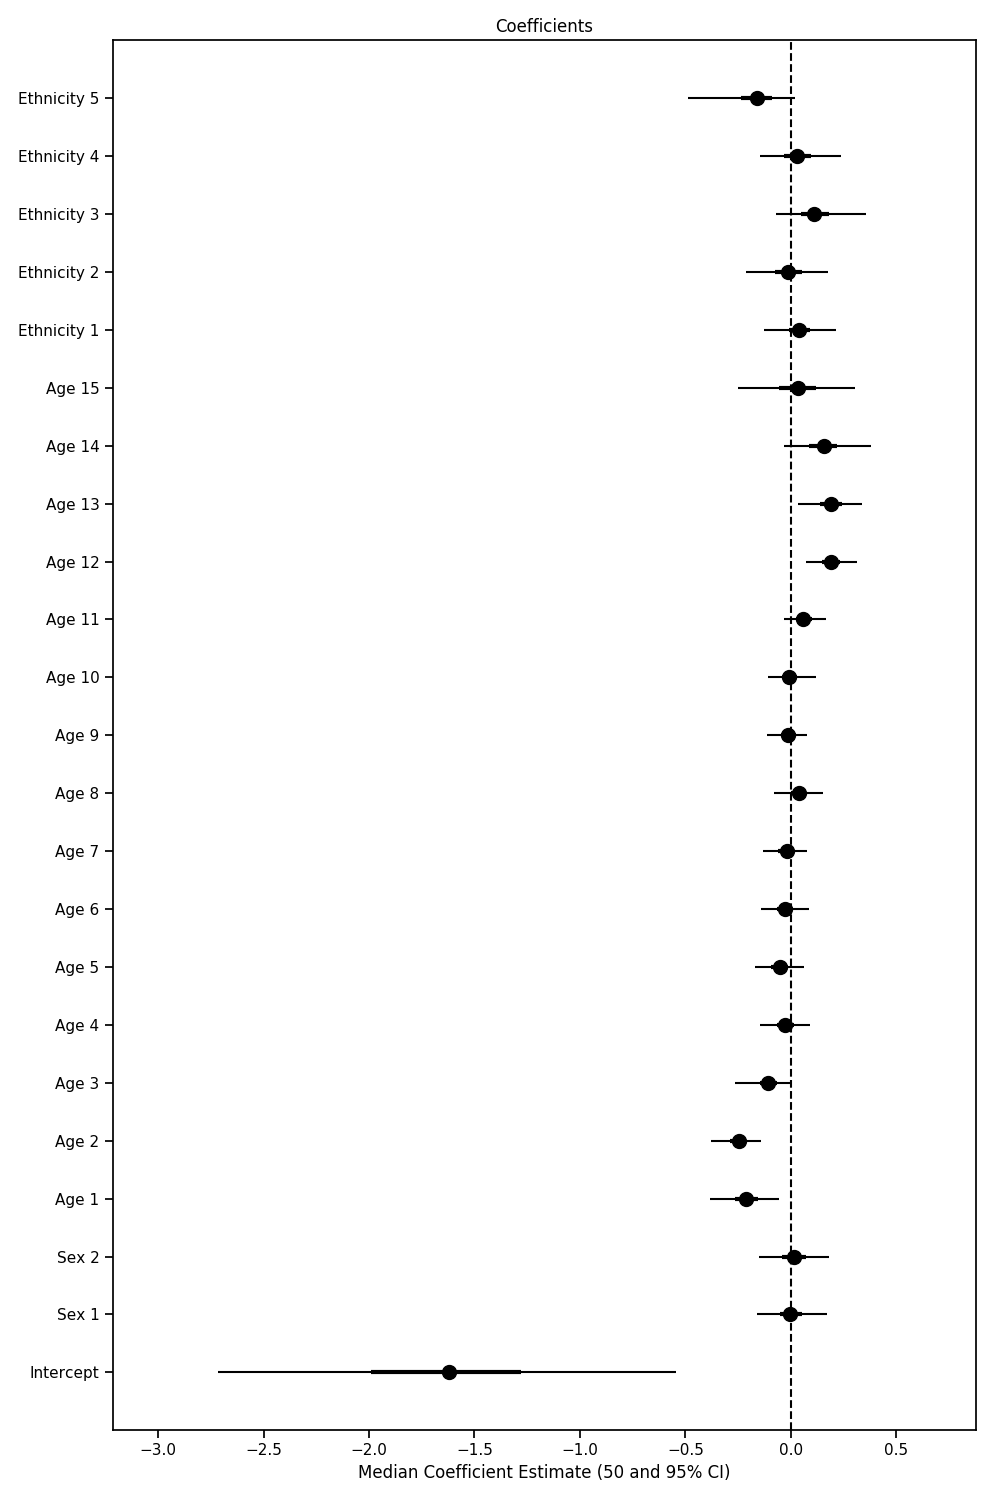 Coefficients
Ethnicity 5
Ethnicity 4
Ethnicity 3
Ethnicity 2
Ethnicity 1
Age 15
Age 14
Age 13
Age 12
Age 11
Age 10
Age 9
Age 8
Age 7
Age 6
Age 5
Age 4
Age 3
Age 2
Age 1
Sex 2
Sex 1
Intercept
−3.0 −2.5 −2.0 −1.5 −1.0 −0.5 0.0 0.5
Median Coefficient Estimate (50 and 95% CI)